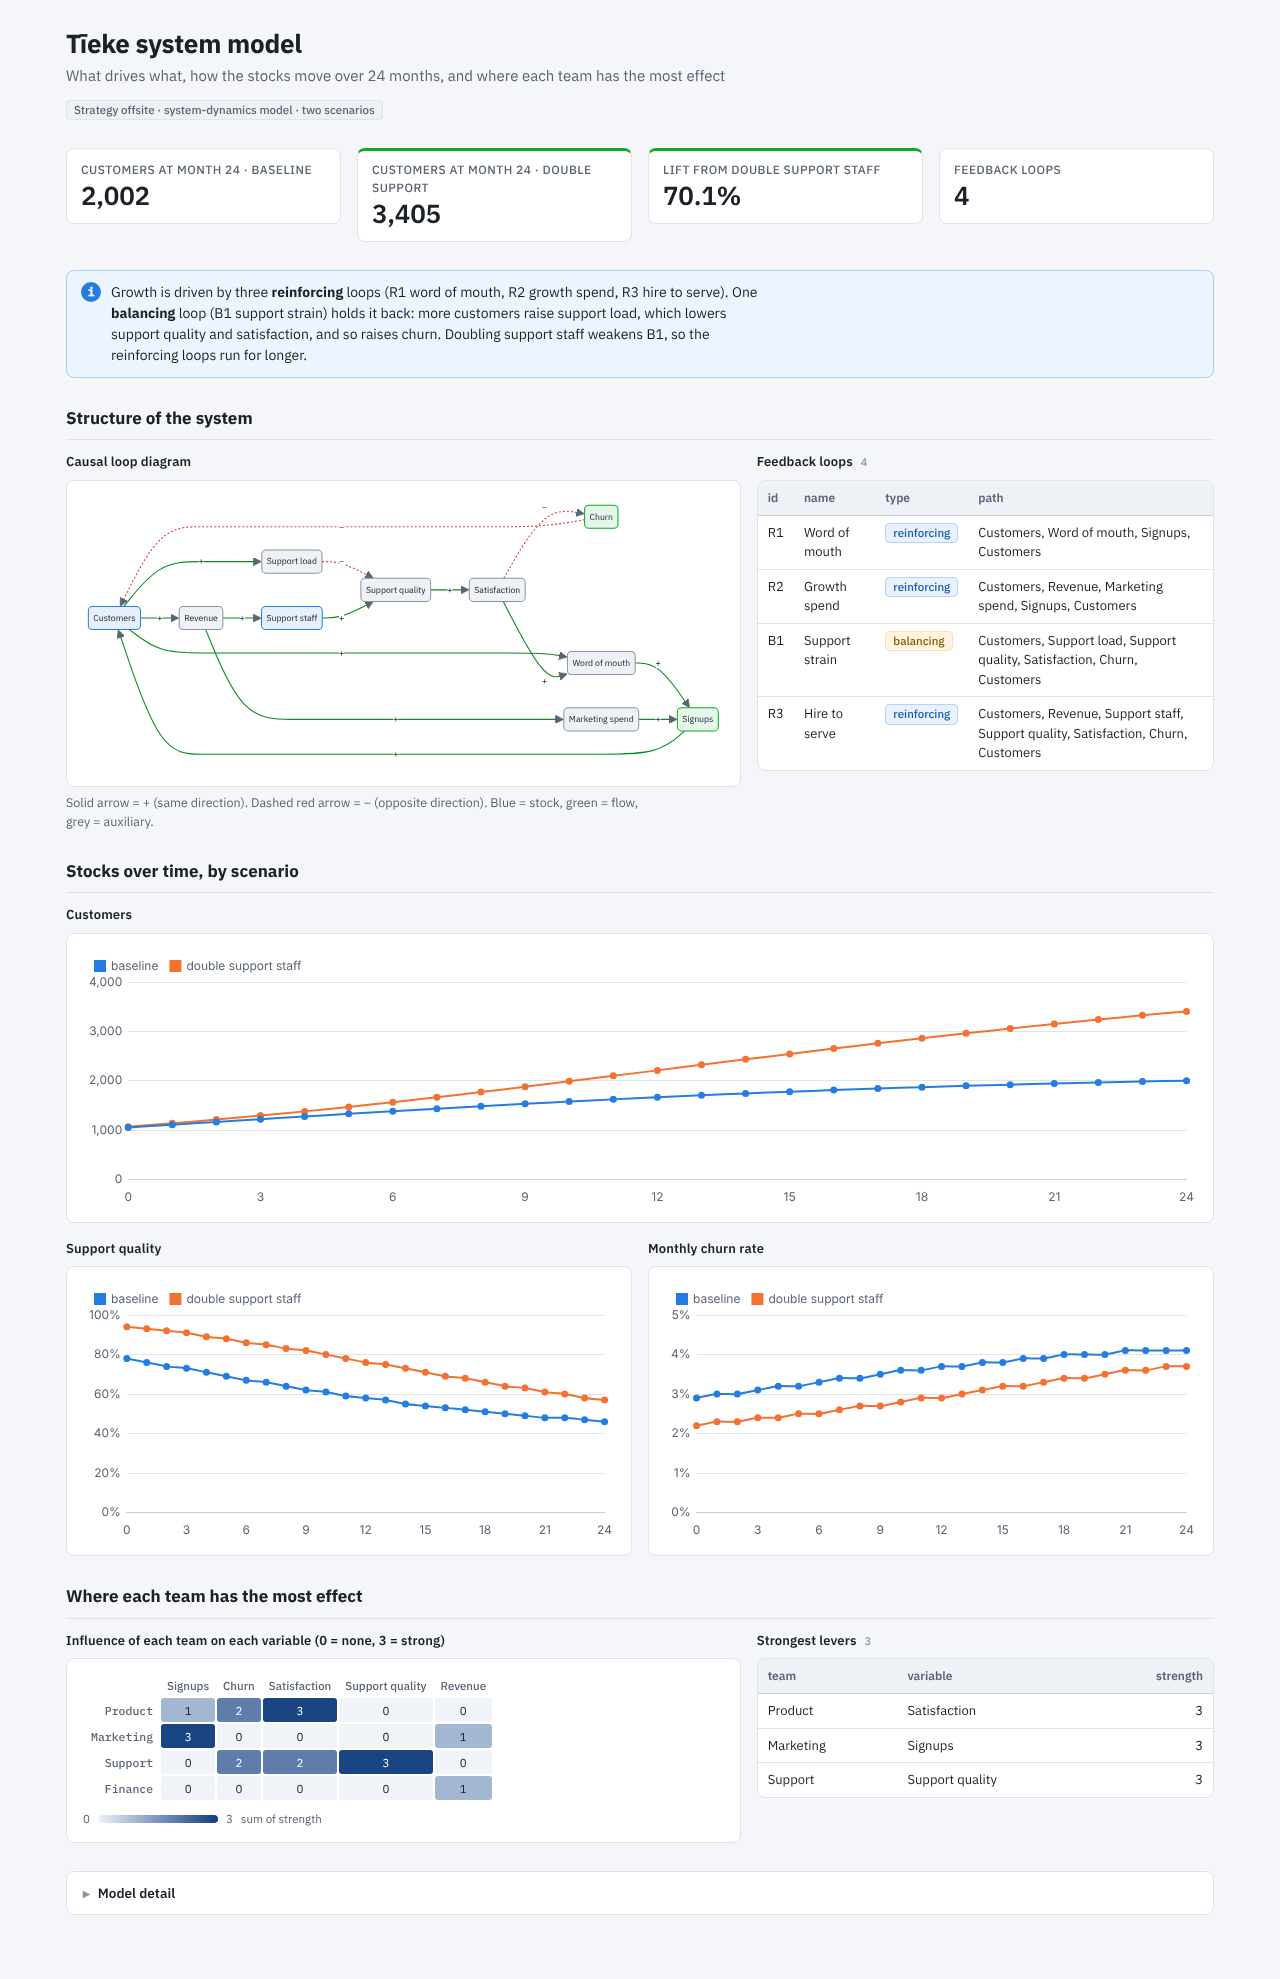 Tīeke system model
What drives what, how the stocks move over 24 months, and where each team has the most effect
Strategy offsite · system-dynamics model · two scenarios
CUSTOMERS AT MONTH 24 · BASELINE
2,002
CUSTOMERS AT MONTH 24 · DOUBLE
SUPPORT
3,405
LIFT FROM DOUBLE SUPPORT STAFF
70.1%
FEEDBACK LOOPS
4
Growth is driven by three reinforcing loops (R1 word of mouth, R2 growth spend, R3 hire to serve). One
balancing loop (B1 support strain) holds it back: more customers raise support load, which lowers
support quality and satisfaction, and so raises churn. Doubling support staff weakens B1, so the
reinforcing loops run for longer.
Structure of the system
Causal loop diagram
−
Churn
−
+
Support load
−
Support quality
+
Satisfaction
Customers
+
Revenue
+
Support staff
+
+
Word of mouth
+
+
+
Marketing spend
+
Signups
+
Solid arrow = + (same direction). Dashed red arrow = − (opposite direction). Blue = stock, green = flow,
grey = auxiliary.
Feedback loops 4
id name type path
R1 Word of mouth reinforcing Customers, Word of mouth, Signups,
Customers
R2 Growth spend reinforcing Customers, Revenue, Marketing
spend, Signups, Customers
B1 Support strain balancing Customers, Support load, Support
quality, Satisfaction, Churn,
Customers
R3 Hire to serve reinforcing Customers, Revenue, Support staff,
Support quality, Satisfaction, Churn,
Customers
Stocks over time, by scenario
Customers
baseline double support staff
4,000
3,000
2,000
1,000
0
0 3 6 9 12 15 18 21 24
Support quality
baseline double support staff
100%
80%
60%
40%
20%
0%
0 3 6 9 12 15 18 21 24
Monthly churn rate
baseline double support staff
5%
4%
3%
2%
1%
0%
0 3 6 9 12 15 18 21 24
Where each team has the most effect
Influence of each team on each variable (0 = none, 3 = strong)
Signups Churn Satisfaction Support quality Revenue
Product 1 2 3 0 0
Marketing 3 0 0 0 1
Support 0 2 2 3 0
Finance 0 0 0 0 1
0 3 sum of strength
Strongest levers 3
team variable strength
Product Satisfaction 3
Marketing Signups 3
Support Support quality 3
Model detail